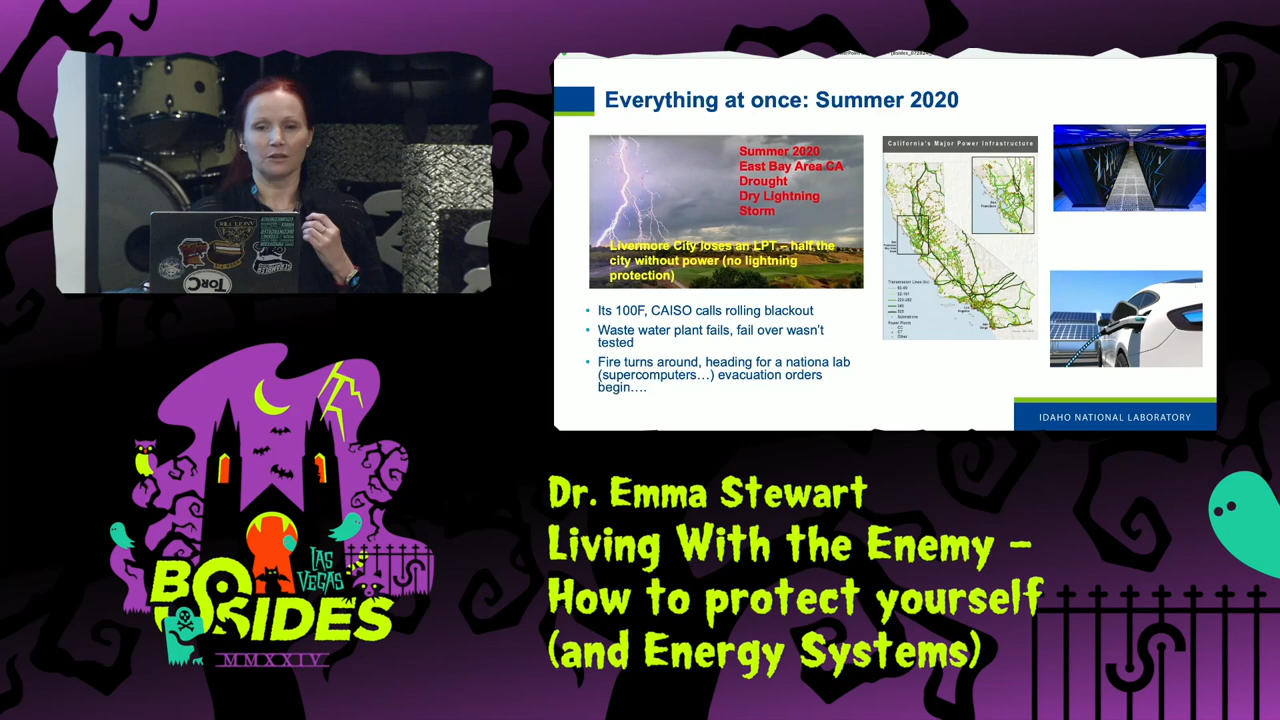 Everything at once: Summer 2020
Summer 2020
East Bay Area CA
Drought
Dry Lightning
Storm
Livermore City loses an LPT – half the
city without power (no lightning
protection)
California's Major Power Infrastructure
• Its 100F, CAISO calls rolling blackout
• Waste water plant fails, fail over wasn't
tested
• Fire turns around, heading for a nationa lab
(supercomputers…) evacuation orders
begin….
IDAHO NATIONAL LABORATORY
TorC
LAS
VEGAS
BSIDES
MMXXIV
Dr. Emma Stewart
Living With the Enemy –
How to protect yourself
(and Energy Systems)